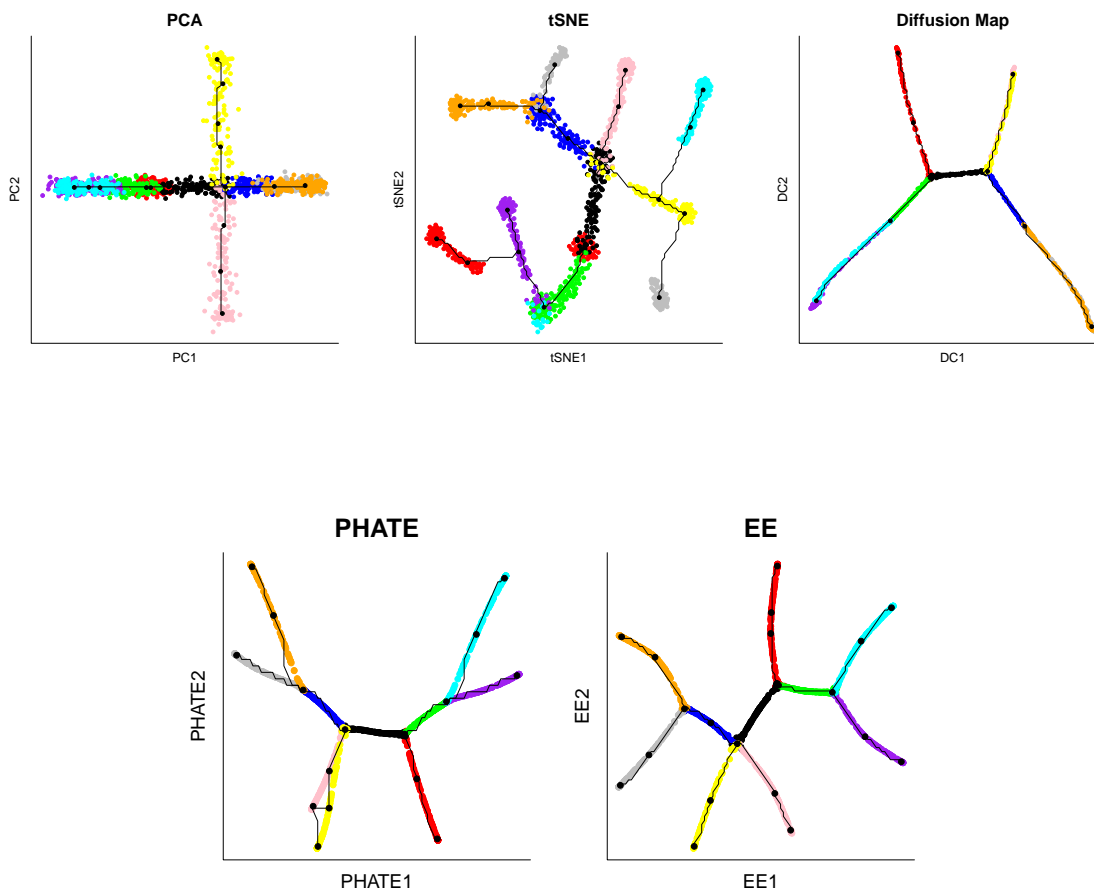 PCA
tSNE
Diffusion Map
PC2
PC1
tSNE2
tSNE1
DC2
DC1
PHATE
EE
PHATE2
PHATE1
EE2
EE1